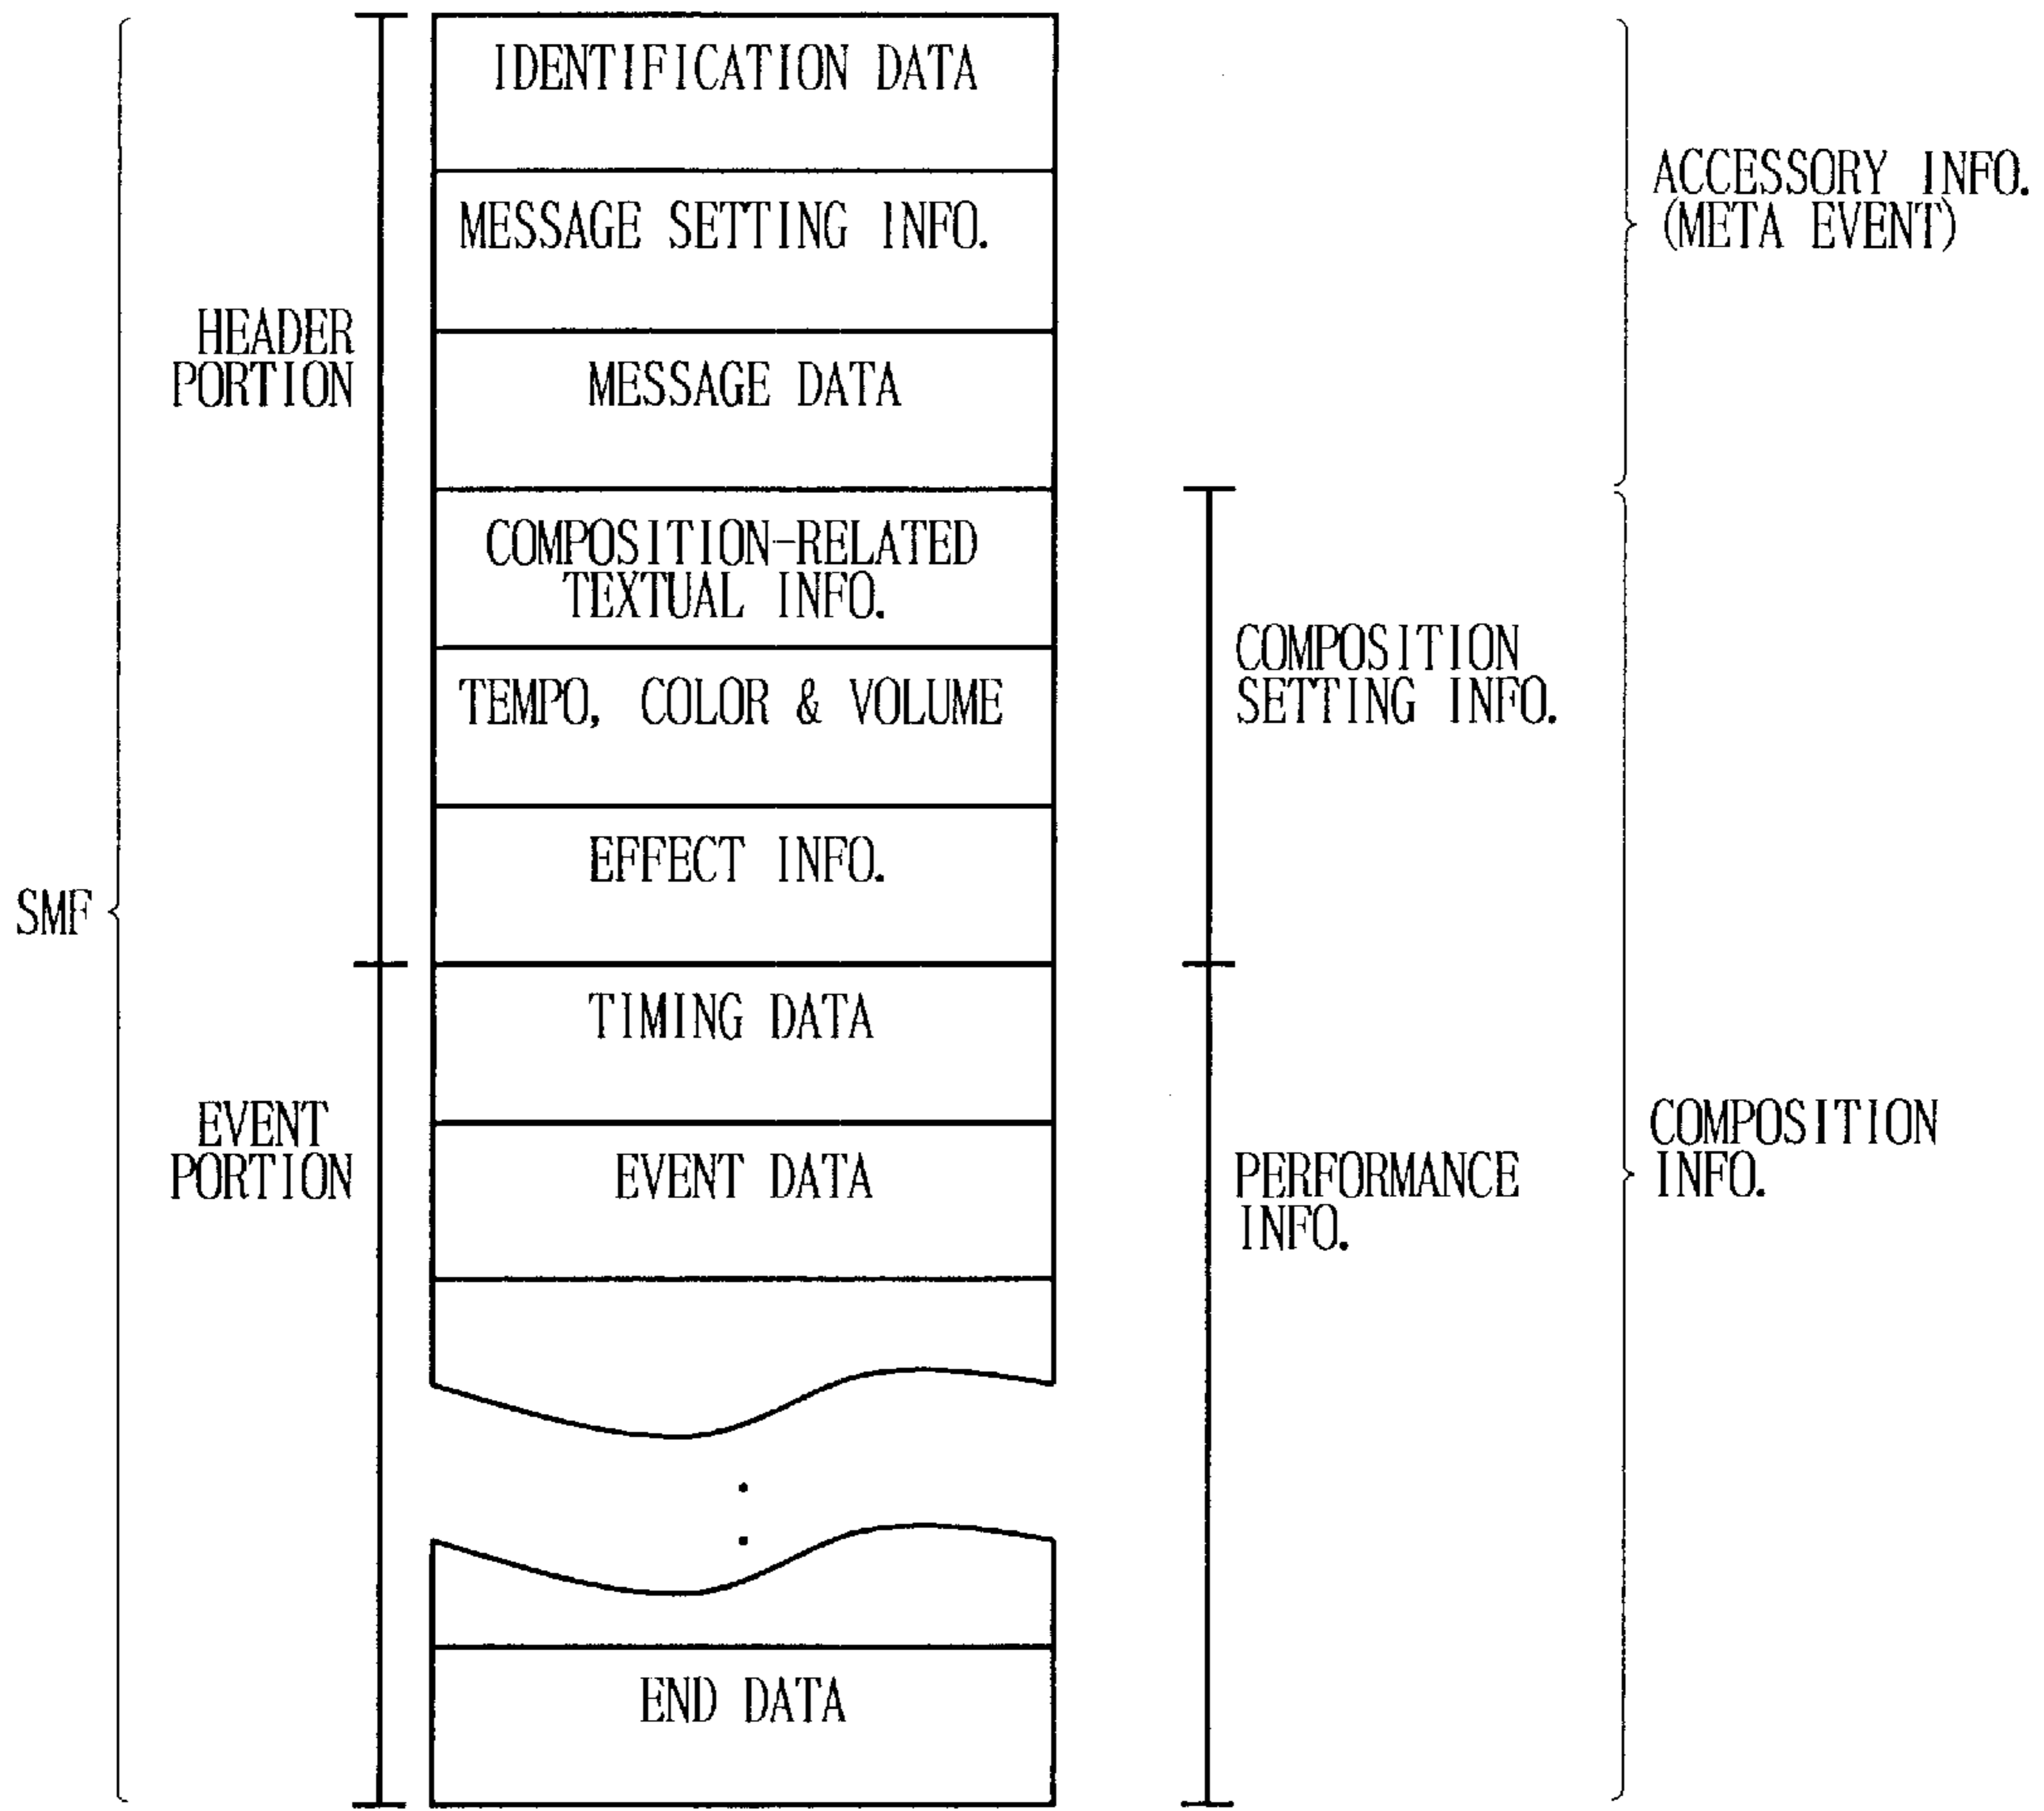 IDENTIFICATION DATA
MESSAGE SETTING INFO.
ACCESSORY INFO.
(META EVENT)
HEADER
PORTION
MESSAGE DATA
COMPOSITION-RELATED
TEXTUAL INFO.
COMPOSITION
SETTING INFO.
TEMPO, COLOR & VOLUME
EFFECT INFO.
SMF
TIMING DATA
EVENT
PORTION
EVENT DATA
PERFORMANCE
INFO.
COMPOSITION
INFO.
END DATA